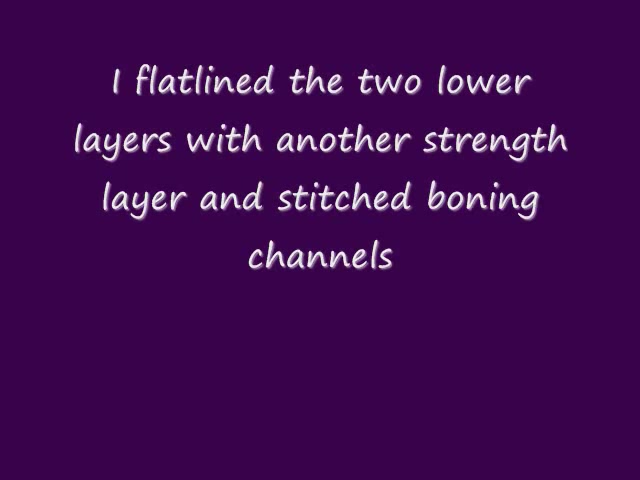 I flatlined the two lower
layers with another strength
layer and stitched boning
channels